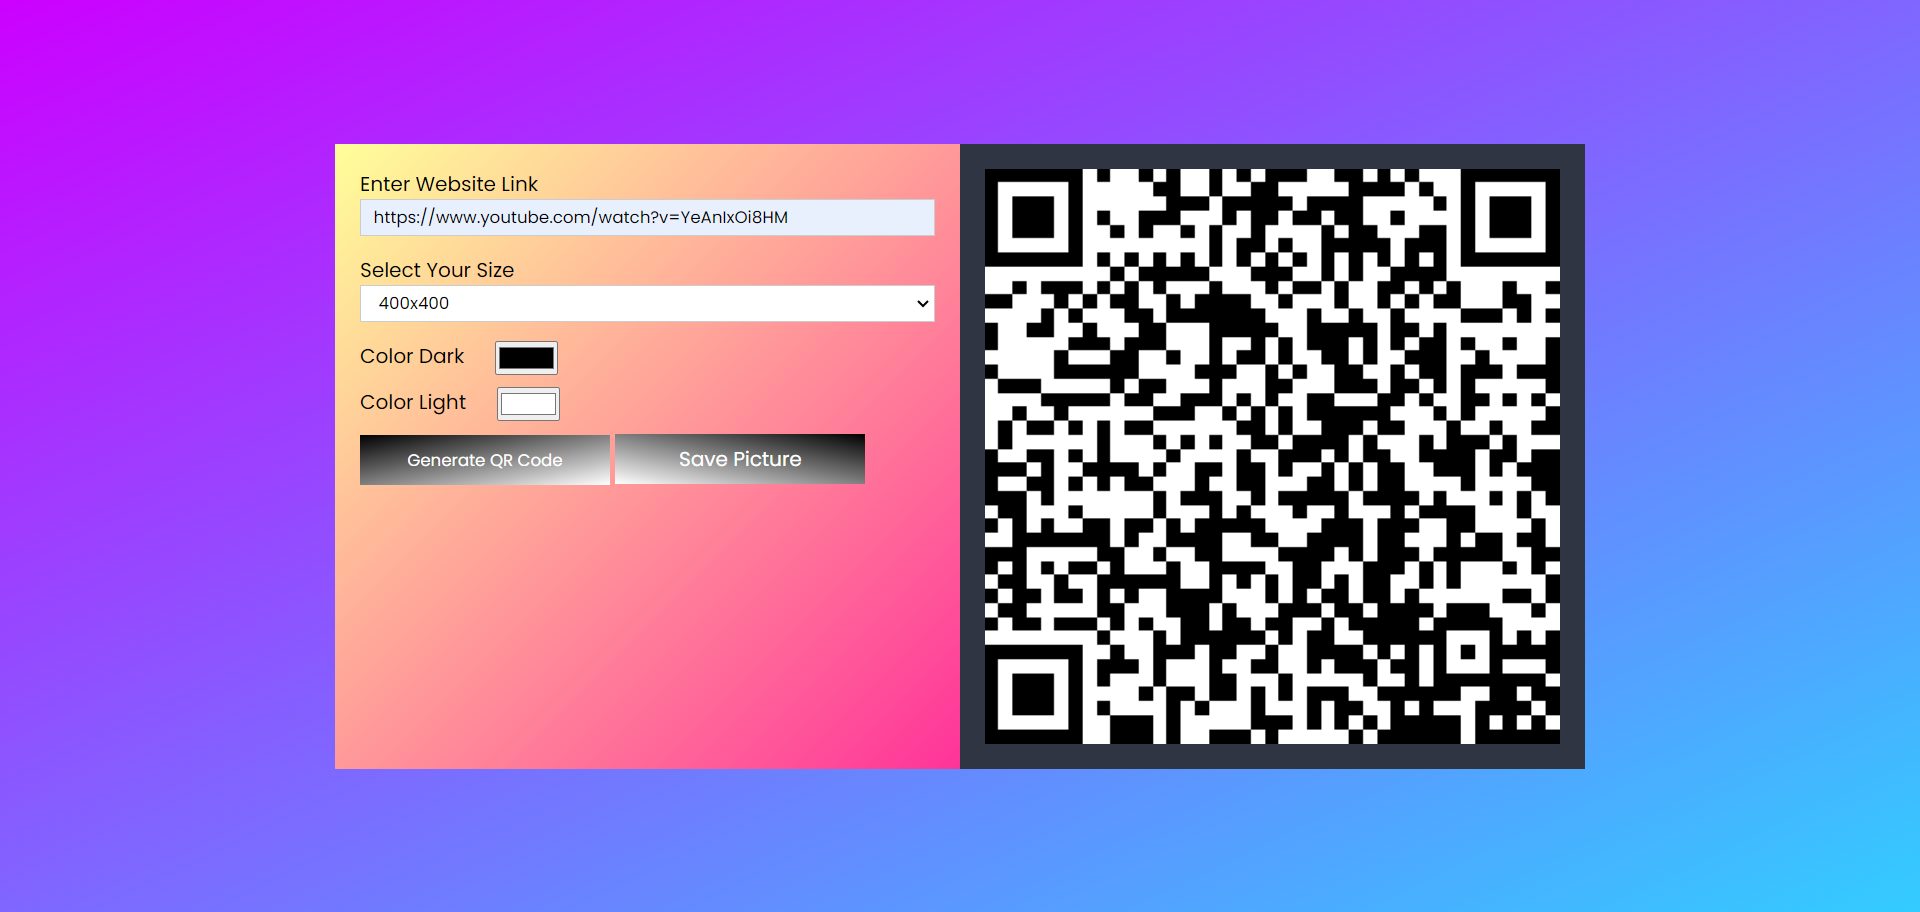 Enter Website Link
https://www.youtube.com/watch?v=YeAnIxOi8HM
Select Your Size
400x400
Color Dark
Color Light
Generate QR Code
Save Picture